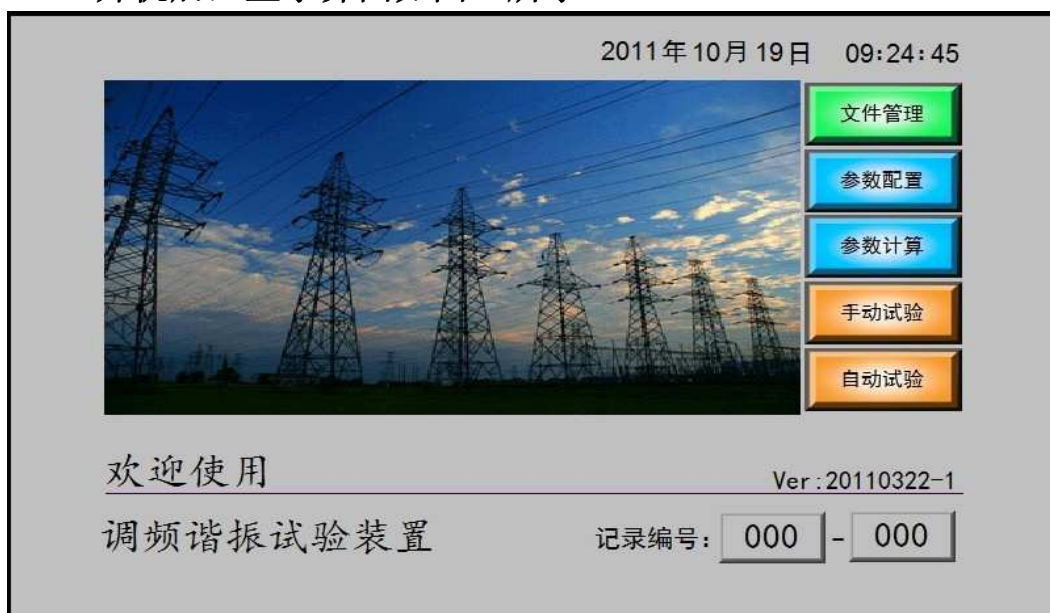 2011年10月19日 09:24:45
文件管理
参数配置
参数计算
手动试验
自动试验
欢迎使用
Ver:20110322-1
调频谐振试验装置
记录编号: 000 - 000